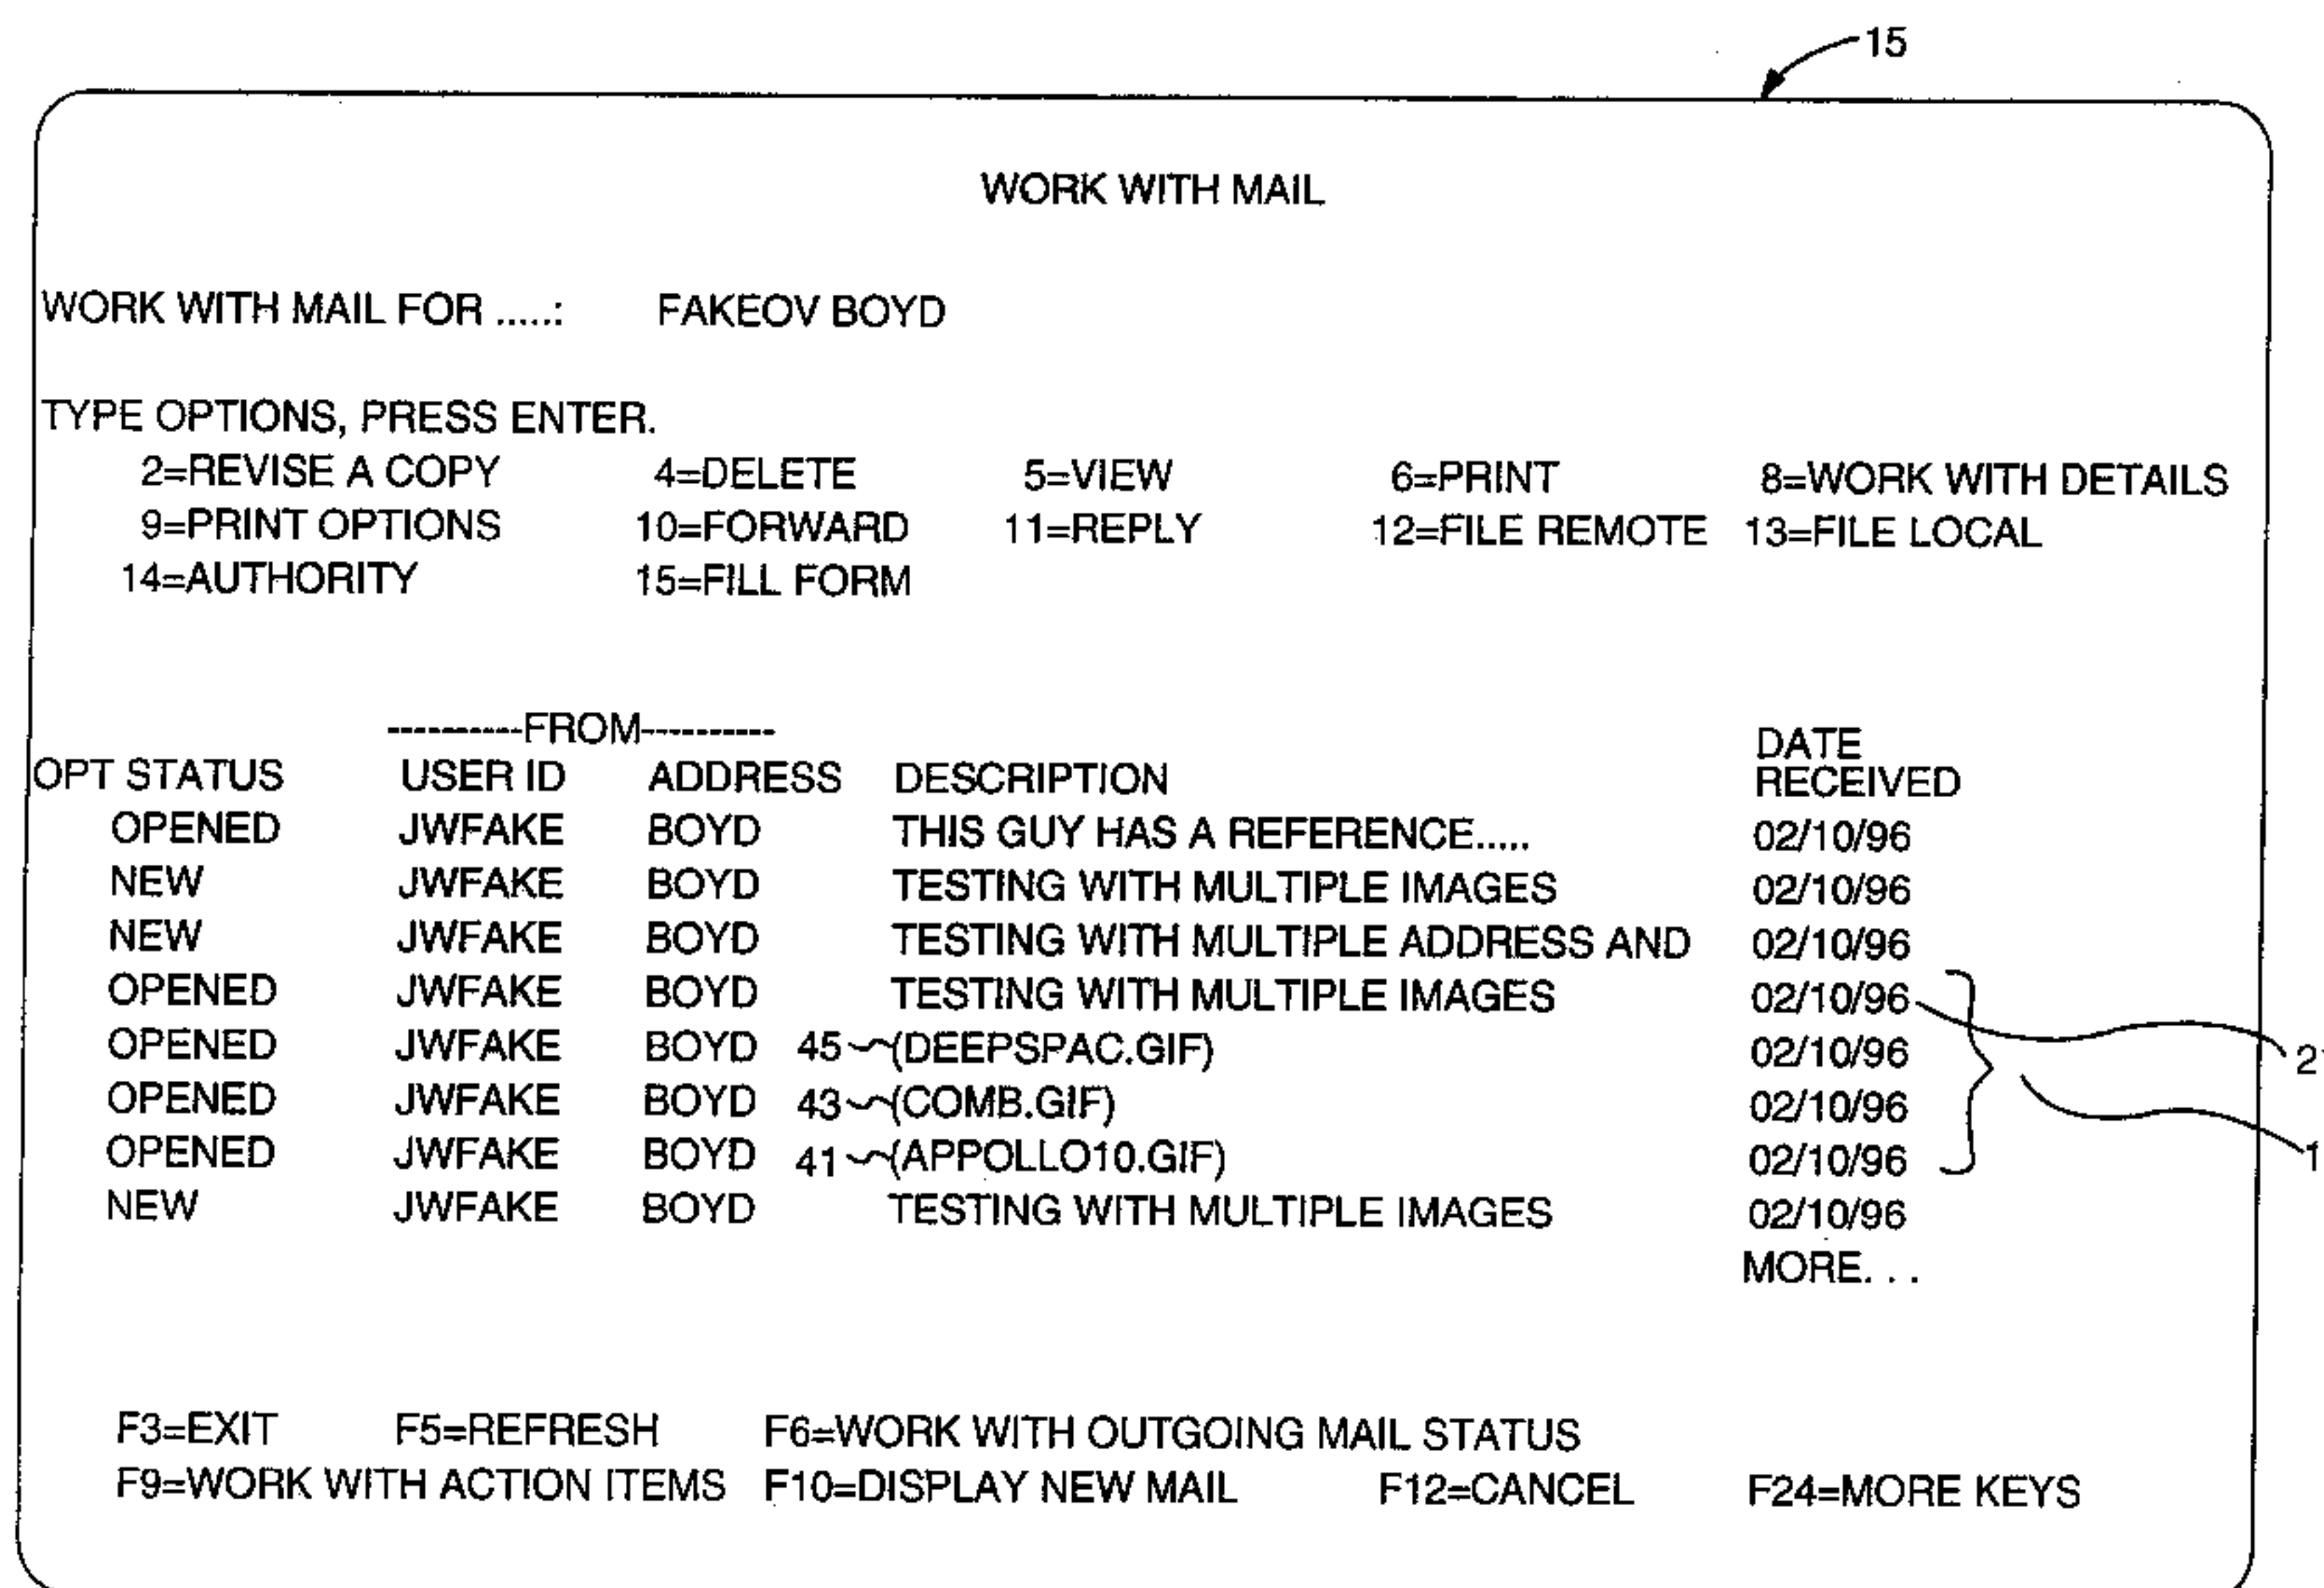 15
WORK WITH MAIL
WORK WITH MAIL FOR .....: FAKEOV BOYD
TYPE OPTIONS, PRESS ENTER.
2=REVISE A COPY 4=DELETE 5=VIEW 6=PRINT 8=WORK WITH DETAILS
9=PRINT OPTIONS 10=FORWARD 11=REPLY 12=FILE REMOTE 13=FILE LOCAL
14=AUTHORITY 15=FILL FORM
----------FROM---------- DATE
OPT STATUS USER ID ADDRESS DESCRIPTION RECEIVED
OPENED JWFAKE BOYD THIS GUY HAS A REFERENCE..... 02/10/96
NEW JWFAKE BOYD TESTING WITH MULTIPLE IMAGES 02/10/96
NEW JWFAKE BOYD TESTING WITH MULTIPLE ADDRESS AND 02/10/96
OPENED JWFAKE BOYD TESTING WITH MULTIPLE IMAGES 02/10/96
OPENED JWFAKE BOYD 45 (DEEPSPAC.GIF) 02/10/96
OPENED JWFAKE BOYD 43 (COMB.GIF) 02/10/96
OPENED JWFAKE BOYD 41 (APPOLLO10.GIF) 02/10/96
NEW JWFAKE BOYD TESTING WITH MULTIPLE IMAGES 02/10/96
MORE. . .
F3=EXIT F5=REFRESH F6=WORK WITH OUTGOING MAIL STATUS
F9=WORK WITH ACTION ITEMS F10=DISPLAY NEW MAIL F12=CANCEL F24=MORE KEYS